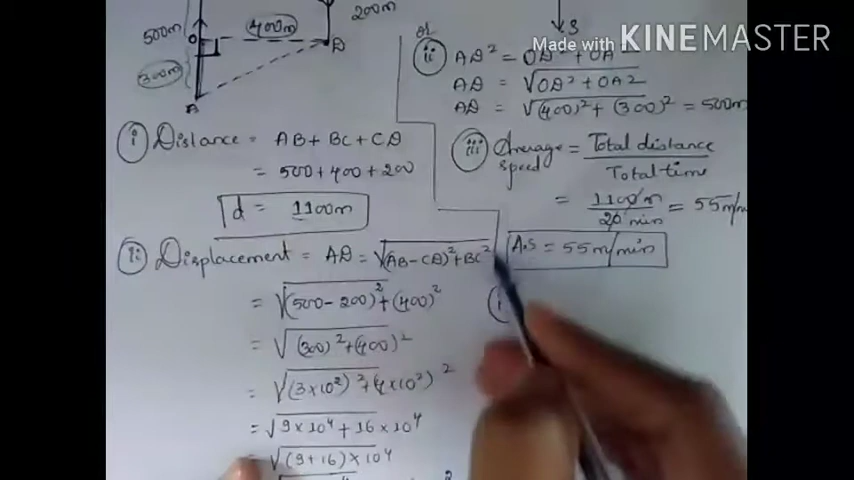 500m
O
400m
200m
D
300m
A
S
Made with KINEMASTER
(i) Distance = AB + BC + CD
= 500 + 400 + 200
d = 1100m
(ii) Displacement = AD = √(AB-CD)²+BC²
= √(500-200)²+(400)²
= √(300)²+(400)²
= √(3×10²)²+(4×10²)²
= √9×10⁴+16×10⁴
= √(9+16)×10⁴
or
(ii) AD² = OD² + OA²
AD = √OD² + OA2
AD = √(400)² + (300)² = 500m
(iii) Average speed = Total distance
Total time
= 1100m
20 min = 55m/m
A.S = 55m/min